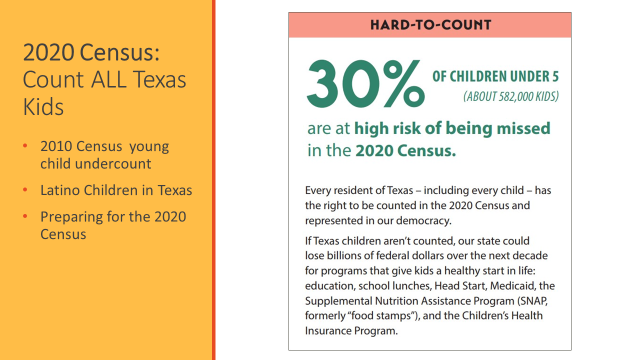 2020 Census:
Count ALL Texas
Kids
• 2010 Census young
child undercount
• Latino Children in Texas
• Preparing for the 2020
Census
HARD-TO-COUNT
30% OF CHILDREN UNDER 5
(ABOUT 582,000 KIDS)
are at high risk of being missed
in the 2020 Census.
Every resident of Texas – including every child – has
the right to be counted in the 2020 Census and
represented in our democracy.
If Texas children aren't counted, our state could
lose billions of federal dollars over the next decade
for programs that give kids a healthy start in life:
education, school lunches, Head Start, Medicaid, the
Supplemental Nutrition Assistance Program (SNAP,
formerly "food stamps"), and the Children's Health
Insurance Program.